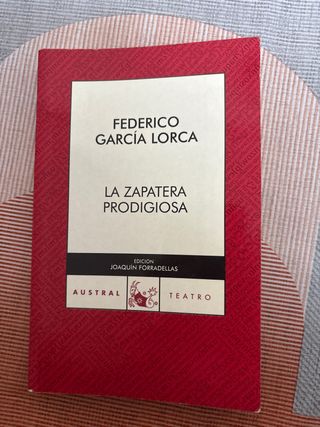 FEDERICO
GARCÍA LORCA
LA ZAPATERA
PRODIGIOSA
EDICIÓN
JOAQUÍN FORRADELLAS
AUSTRAL TEATRO